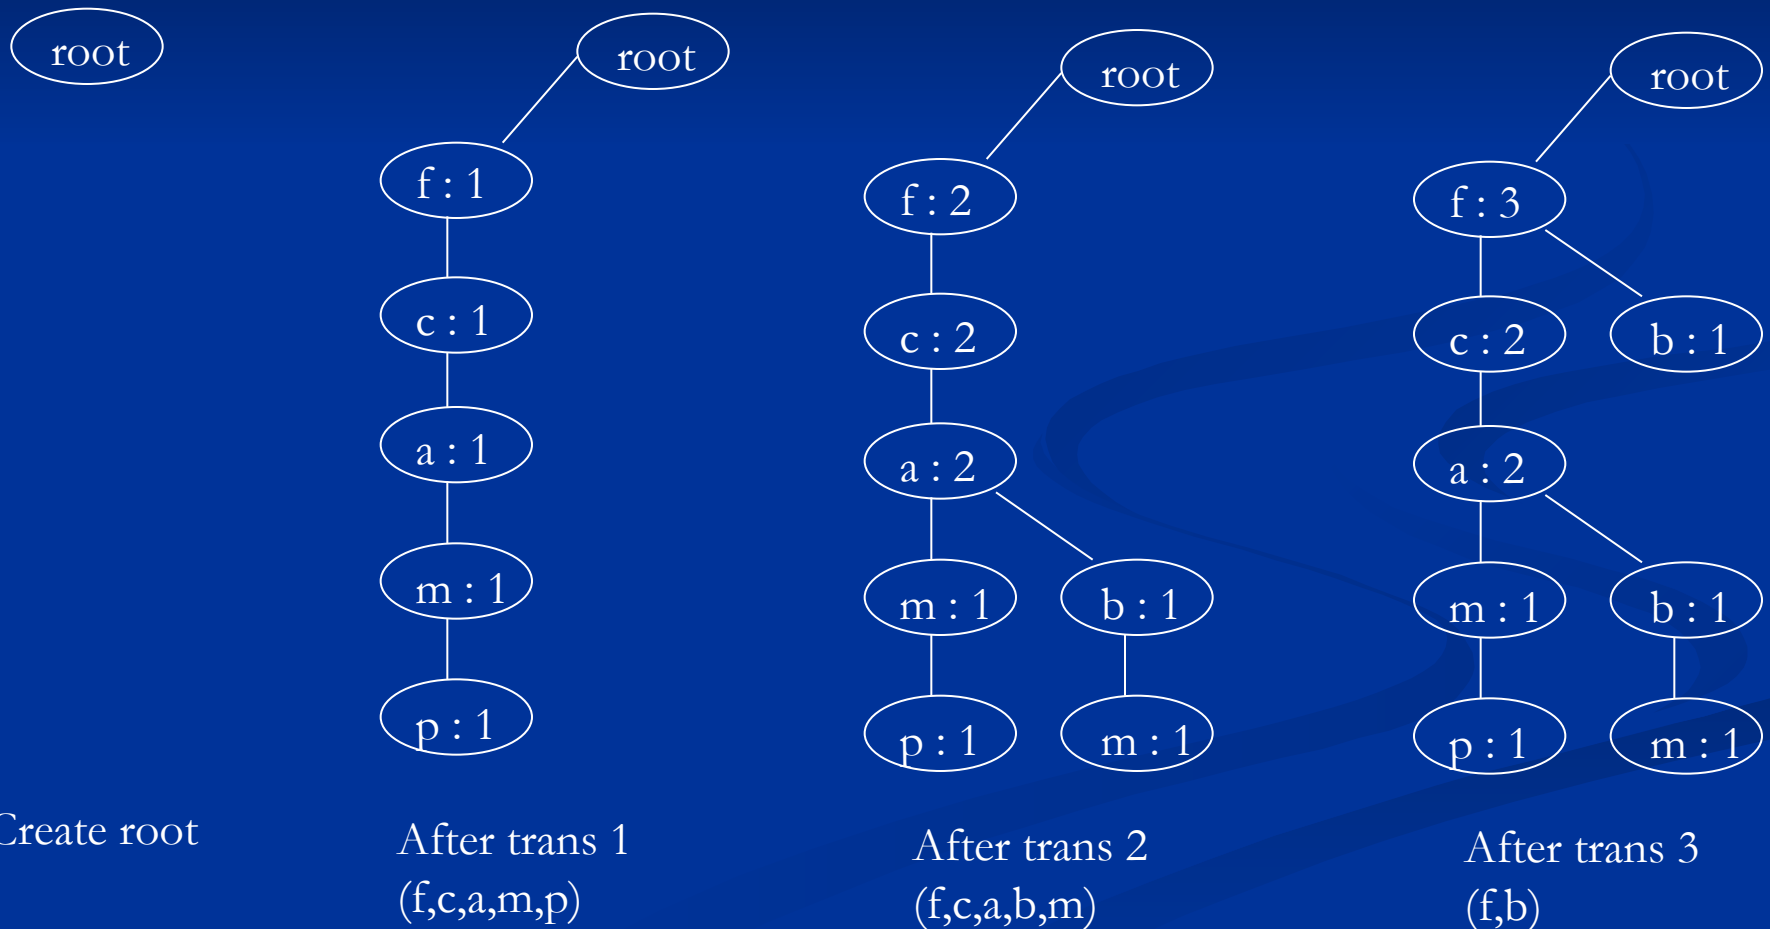 root
root
f : 1
c : 1
a : 1
m : 1
p : 1
root
f : 2
c : 2
a : 2
m : 1
b : 1
p : 1
m : 1
root
f : 3
c : 2
b : 1
a : 2
m : 1
b : 1
p : 1
m : 1
Create root
After trans 1
(f,c,a,m,p)
After trans 2
(f,c,a,b,m)
After trans 3
(f,b)